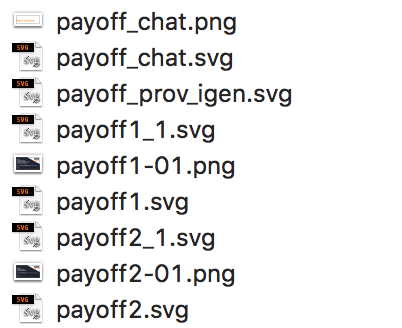 payoff_chat.png
SVG payoff_chat.svg
SVG payoff_prov_igen.svg
SVG payoff1_1.svg
payoff1-01.png
SVG payoff1.svg
SVG payoff2_1.svg
payoff2-01.png
SVG payoff2.svg